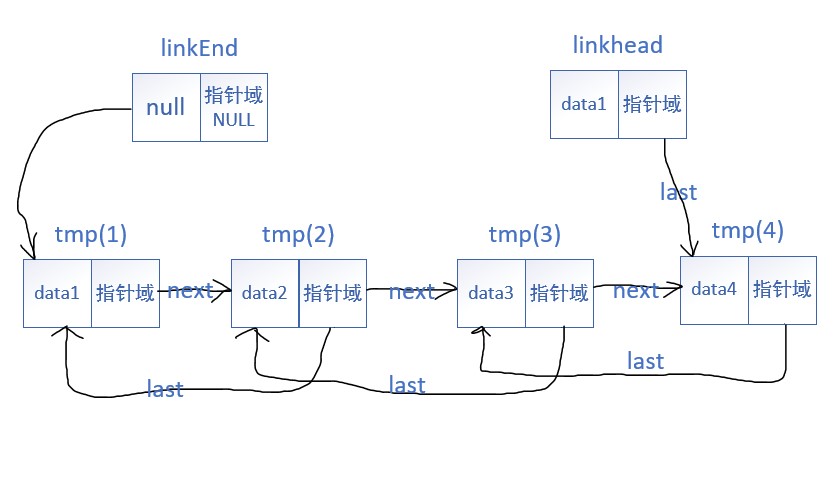 linkEnd
linkhead
null
指针域
NULL
data1
指针域
last
tmp(1)
tmp(2)
tmp(3)
tmp(4)
data1
指针域
next
data2
指针域
next
data3
指针域
next
data4
指针域
last
last
last